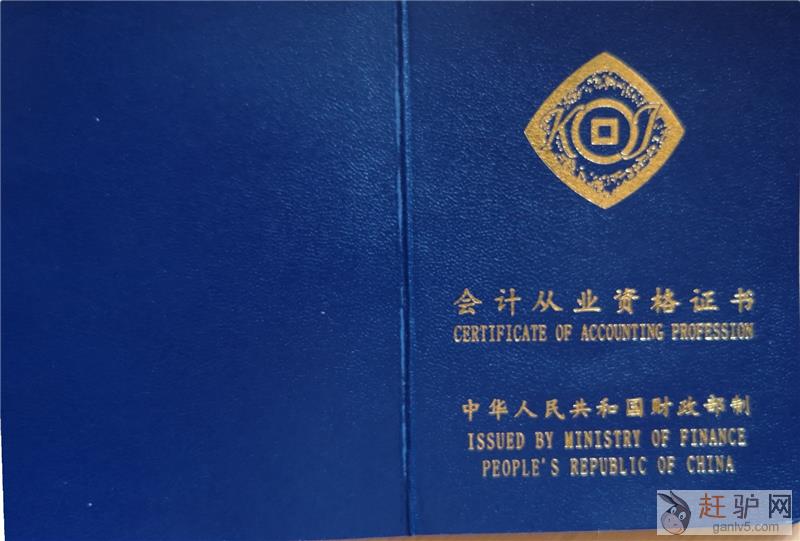 KJ
会计从业资格证书
CERTIFICATE OF ACCOUNTING PROFESSION
中华人民共和国财政部制
ISSUED BY MINISTRY OF FINANCE
PEOPLE'S REPUBLIC OF CHINA
赶驴网
ganlv5.com